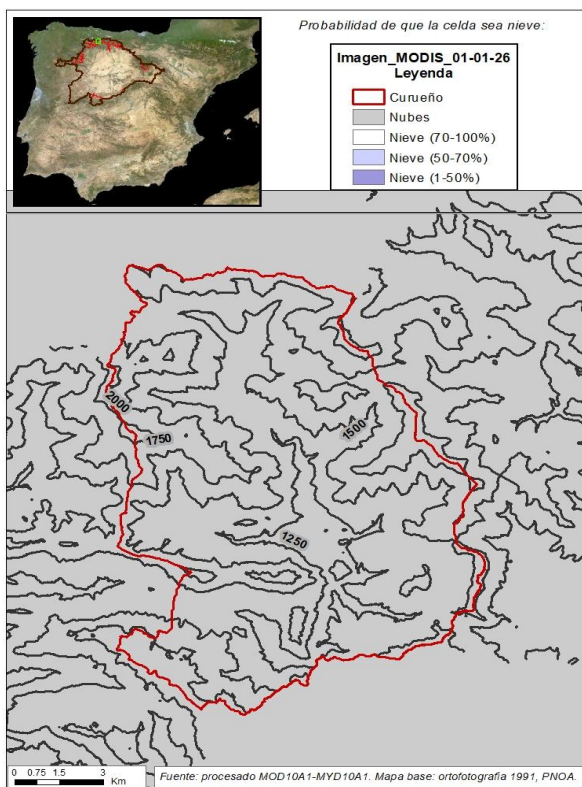 Probabilidad de que la celda sea nieve:
Imagen_MODIS_01-01-26
Leyenda
Curueño
Nubes
Nieve (70-100%)
Nieve (50-70%)
Nieve (1-50%)
2000
1750
1500
1250
0 0.75 1.5 3
Km
Fuente: procesado MOD10A1-MYD10A1. Mapa base: ortofotografia 1991, PNOA.